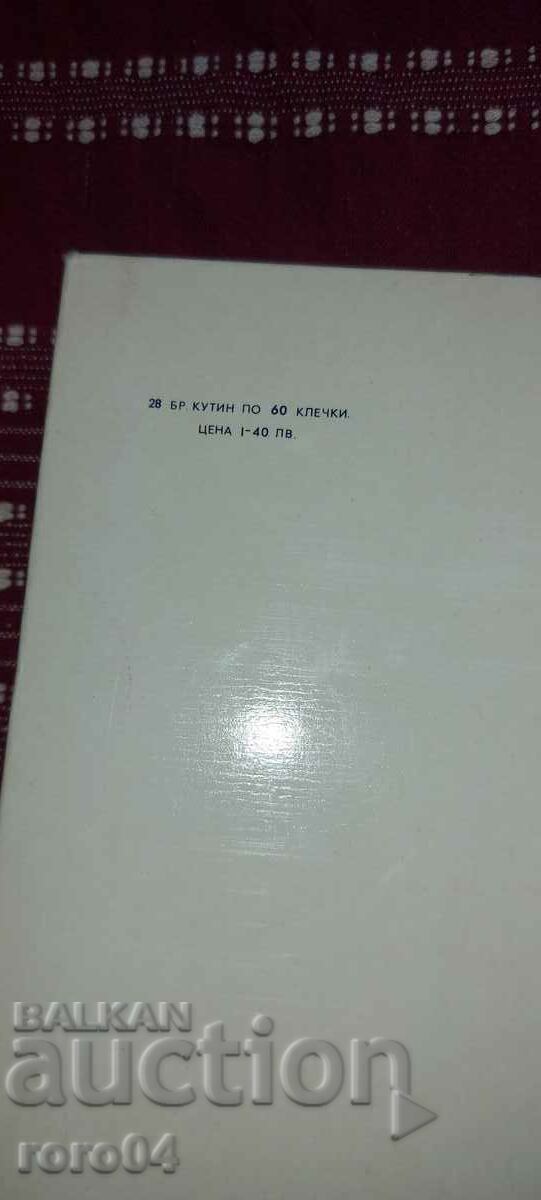 28 БР. КУТИН ПО 60 КЛЕЧКИ.
ЦЕНА 1-40 ЛВ.
BALKAN
auction
roro04